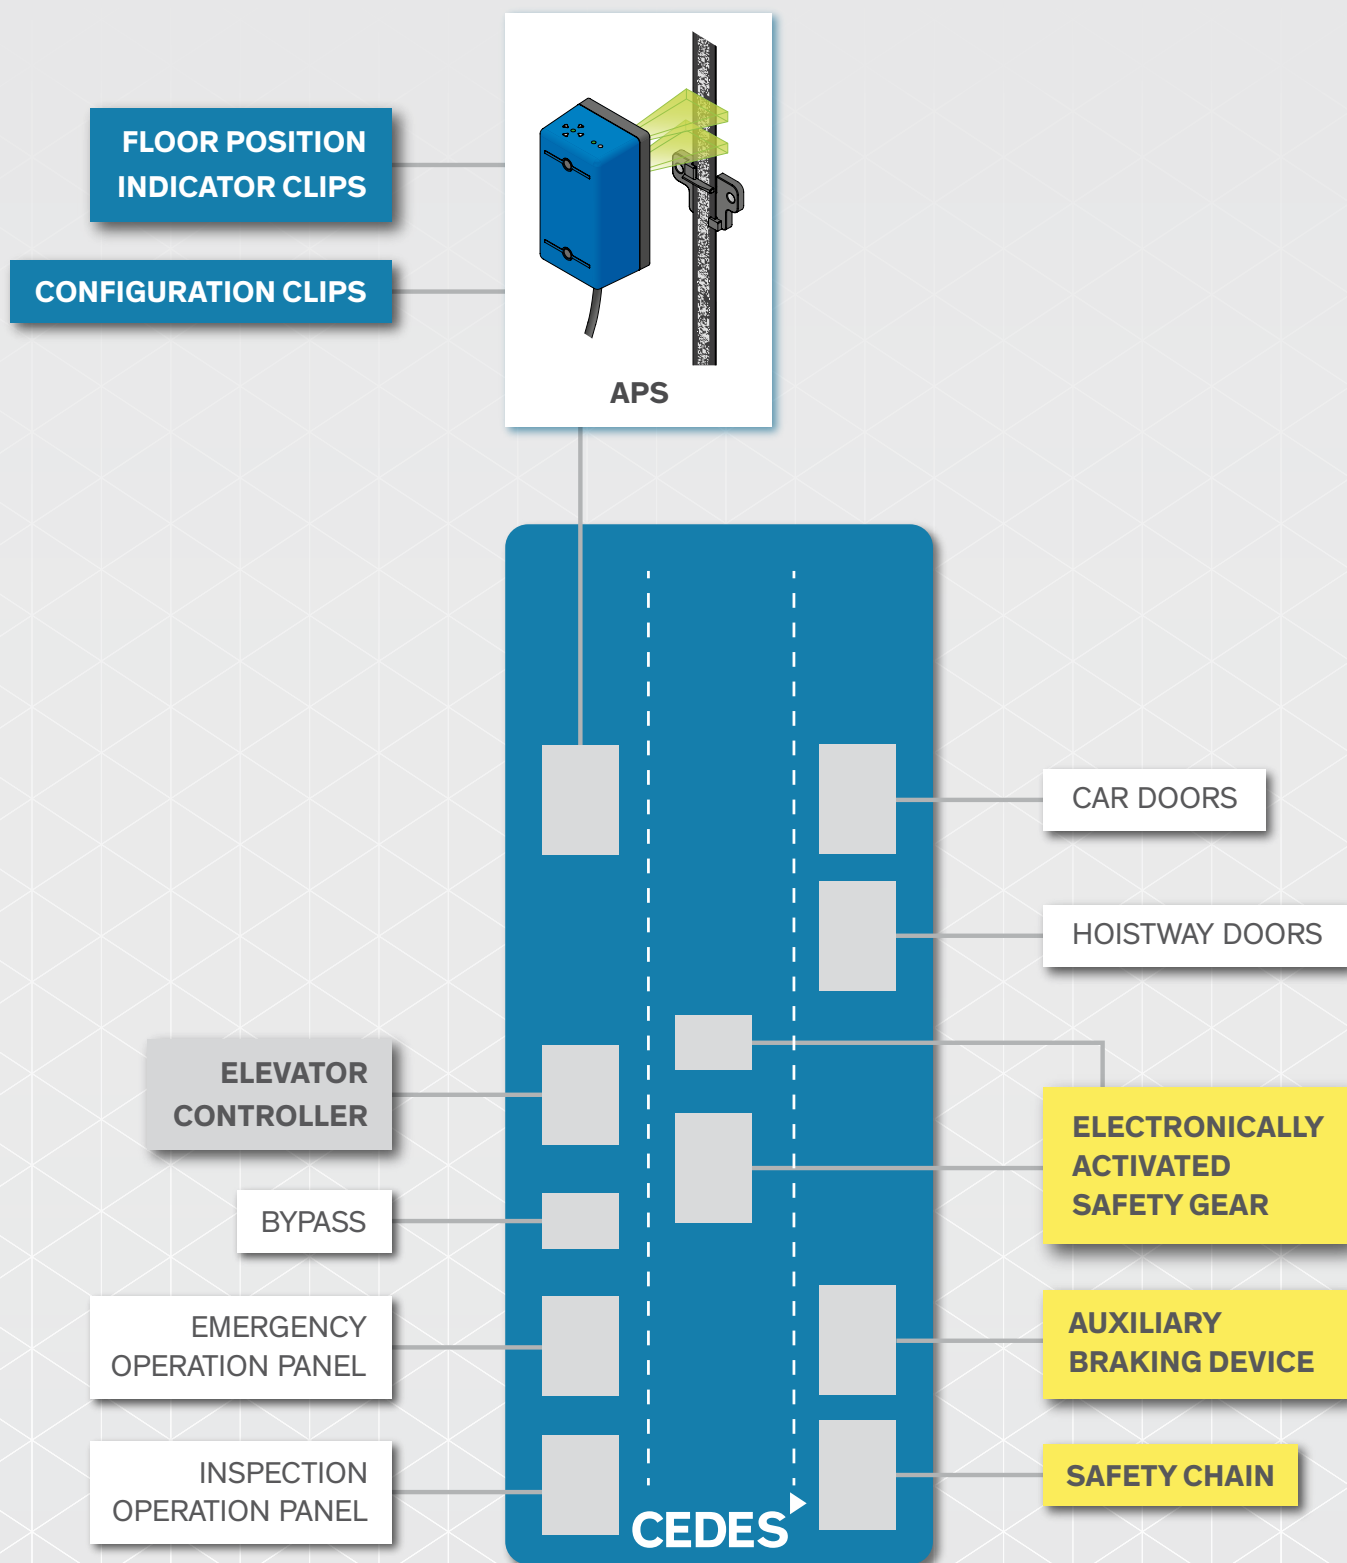 FLOOR POSITION
INDICATOR CLIPS
CONFIGURATION CLIPS
APS
CAR DOORS
HOISTWAY DOORS
ELEVATOR
CONTROLLER
BYPASS
EMERGENCY
OPERATION PANEL
INSPECTION
OPERATION PANEL
ELECTRONICALLY
ACTIVATED
SAFETY GEAR
AUXILIARY
BRAKING DEVICE
SAFETY CHAIN
CEDES